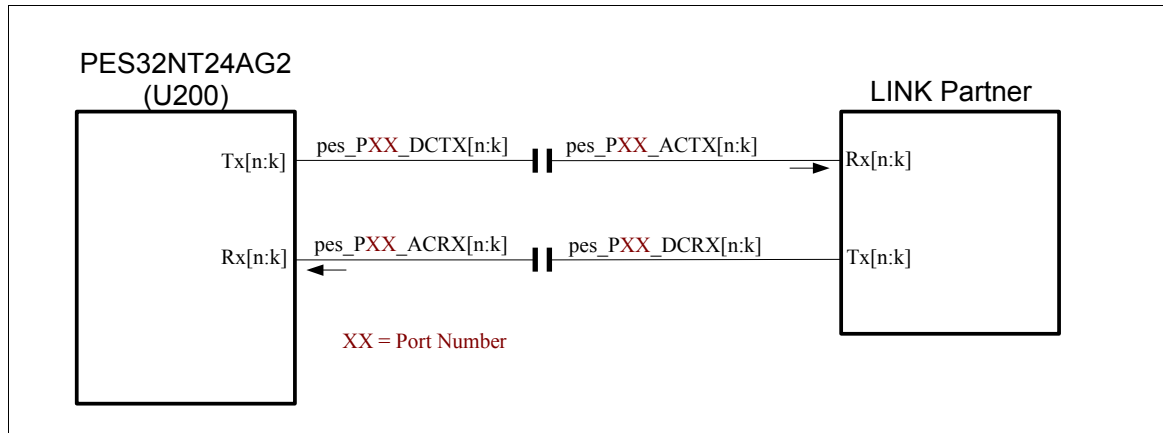 PES32NT24AG2
(U200)
LINK Partner
Tx[n:k]
pes_PXX_DCTX[n:k]
pes_PXX_ACTX[n:k]
Rx[n:k]
Rx[n:k]
pes_PXX_ACRX[n:k]
pes_PXX_DCRX[n:k]
Tx[n:k]
XX = Port Number